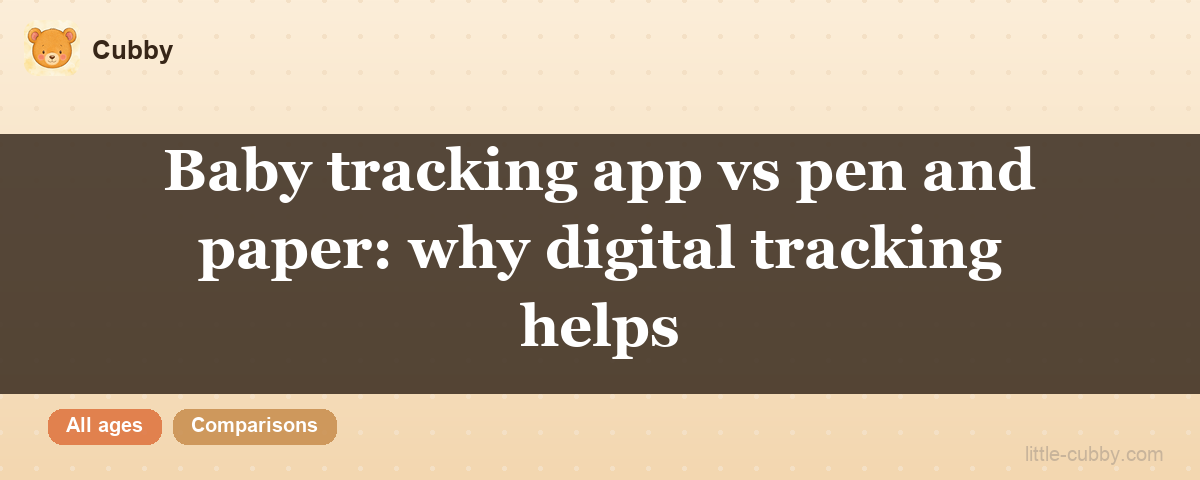 Cubby
Baby tracking app vs pen and
paper: why digital tracking
helps
All ages
Comparisons
little-cubby.com